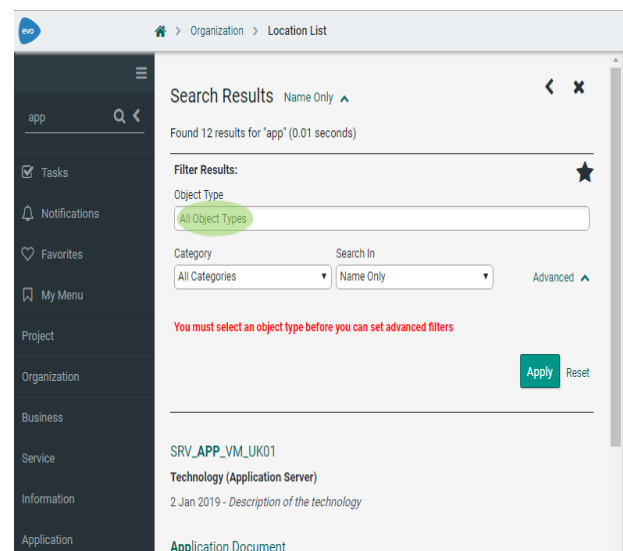 evo
> Organization > Location List
app
Tasks
Notifications
Favorites
My Menu
Project
Organization
Business
Service
Information
Application
Search Results Name Only
Found 12 results for "app" (0.01 seconds)
Filter Results:
Object Type
All Object Types
Category Search In
All Categories Name Only Advanced
You must select an object type before you can set advanced filters
Apply Reset
SRV_APP_VM_UK01
Technology (Application Server)
2 Jan 2019 - Description of the technology
Application Document